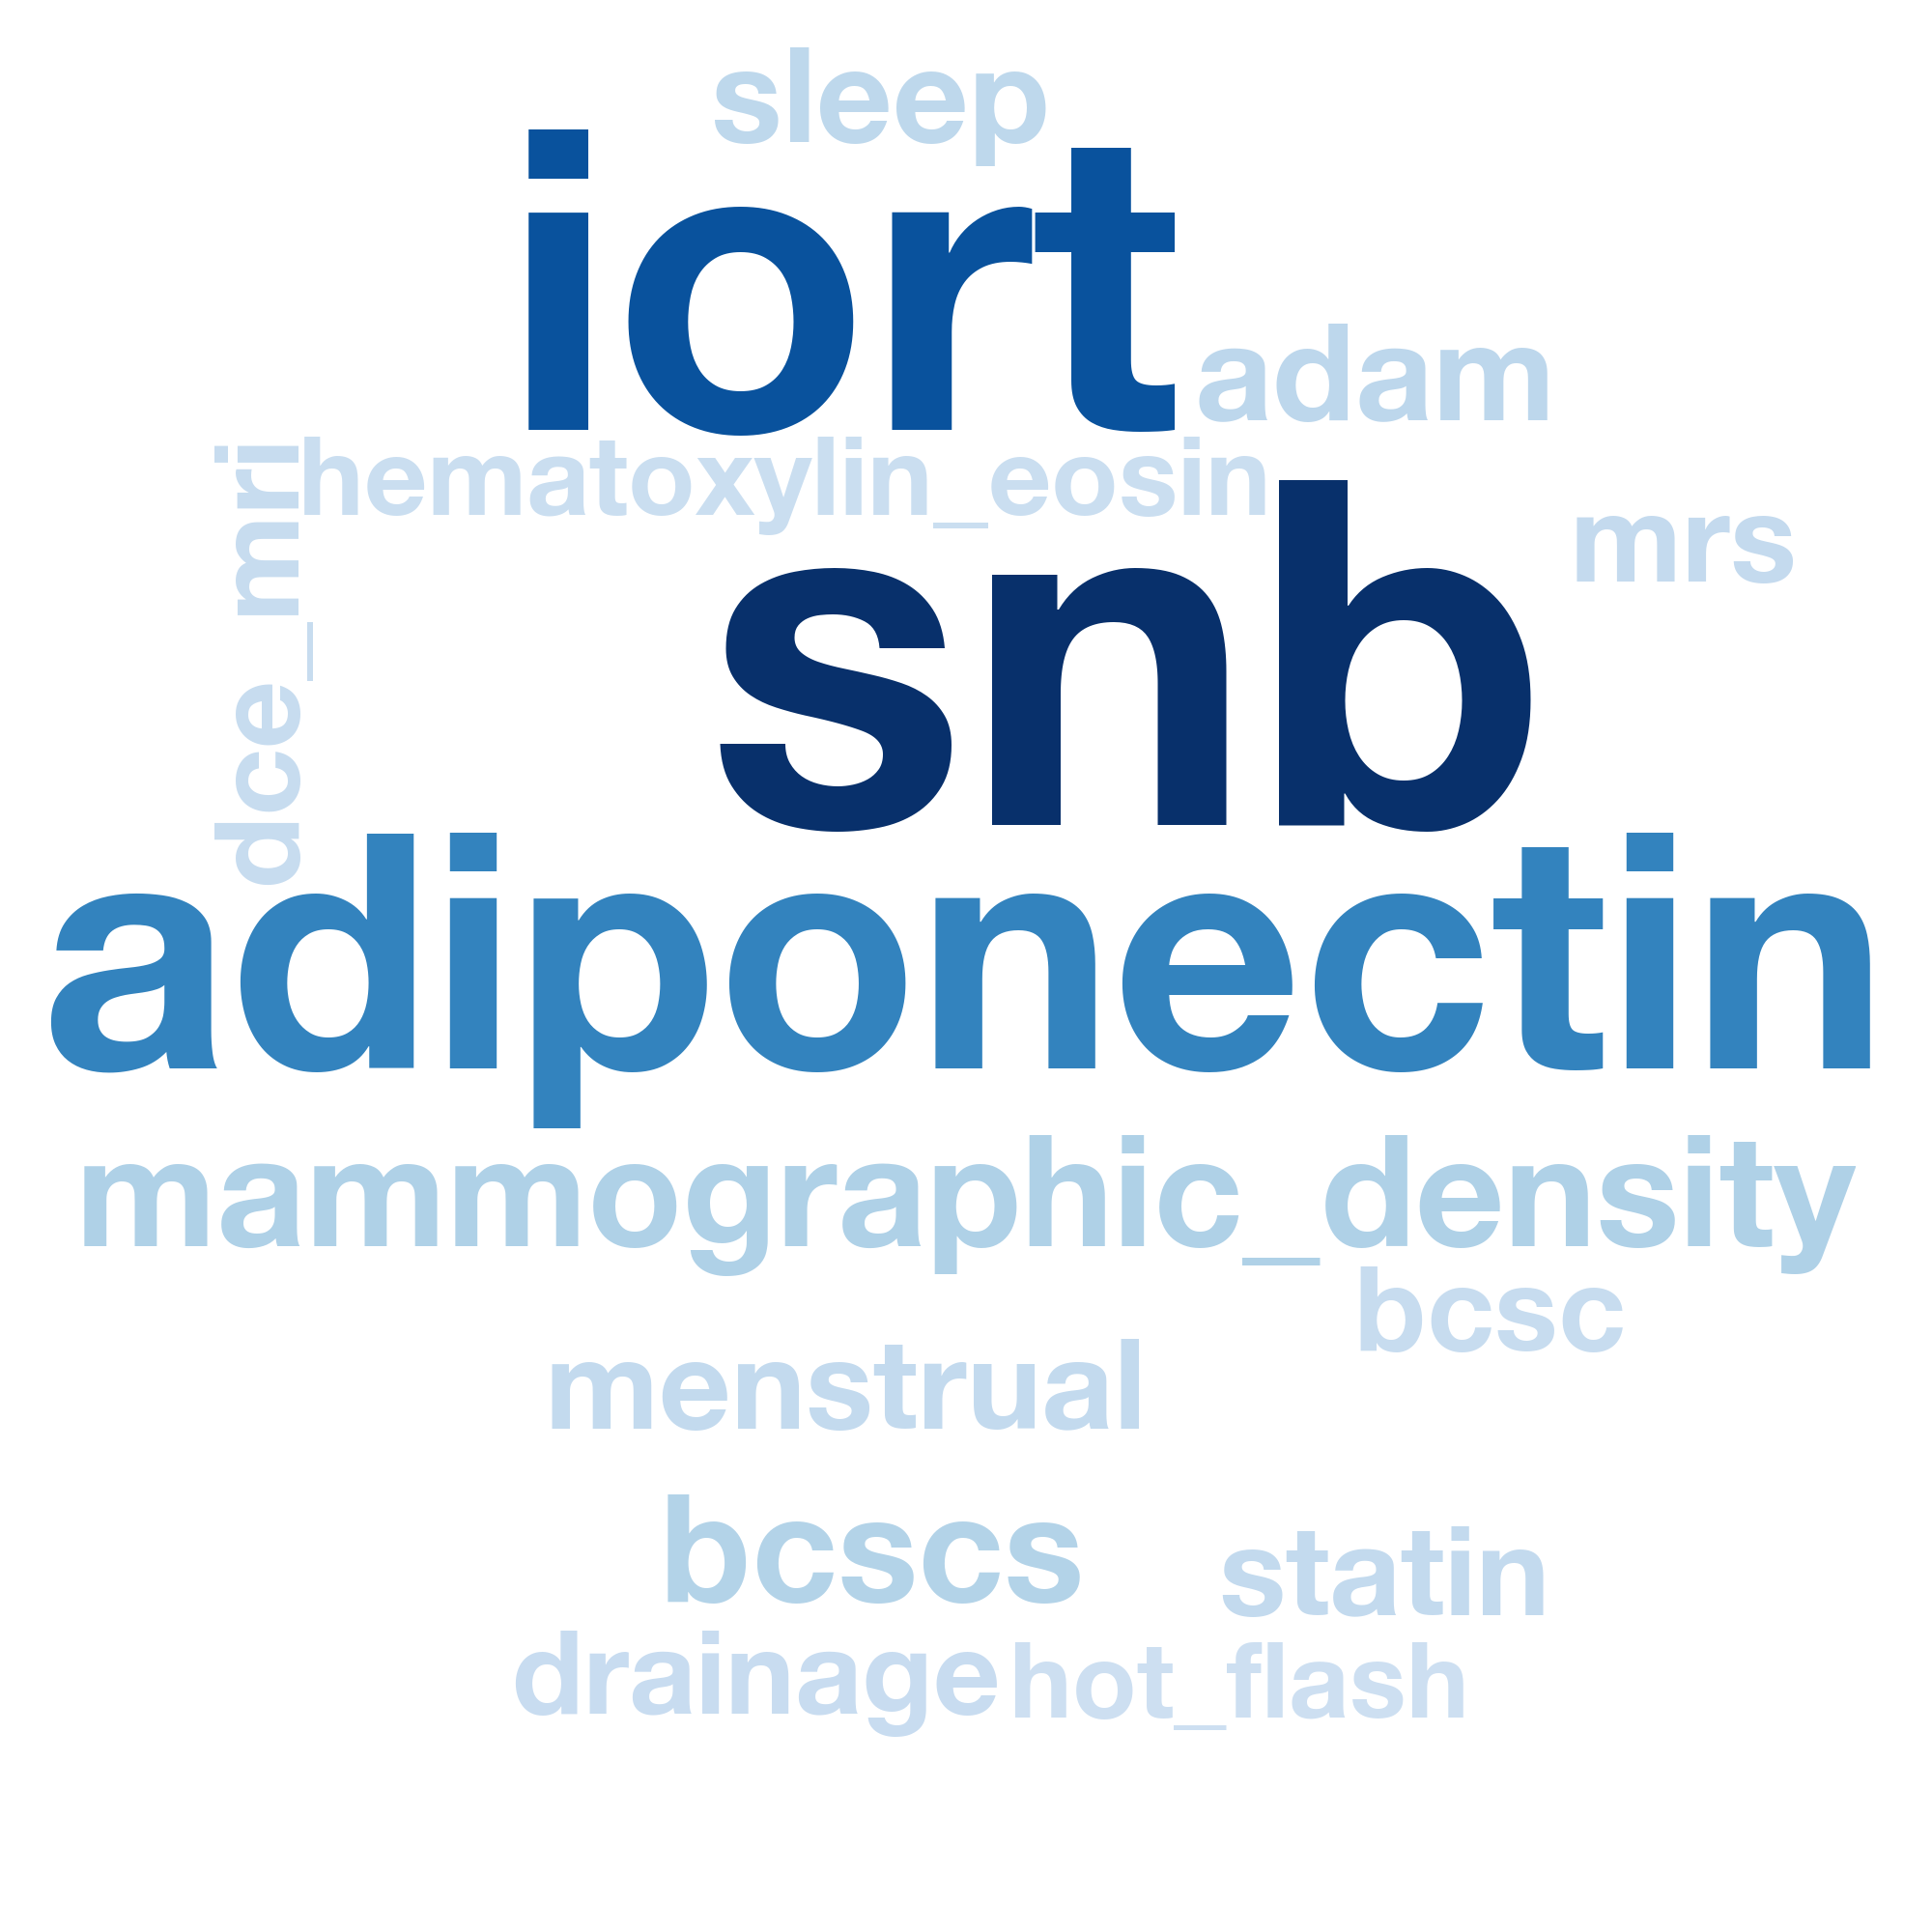 sleep
iort
adam
hematoxylin_eosin
dce_mri
mrs
snb
adiponectin
mammographic_density
bcsc
menstrual
bcscs
statin
drainage
hot_flash